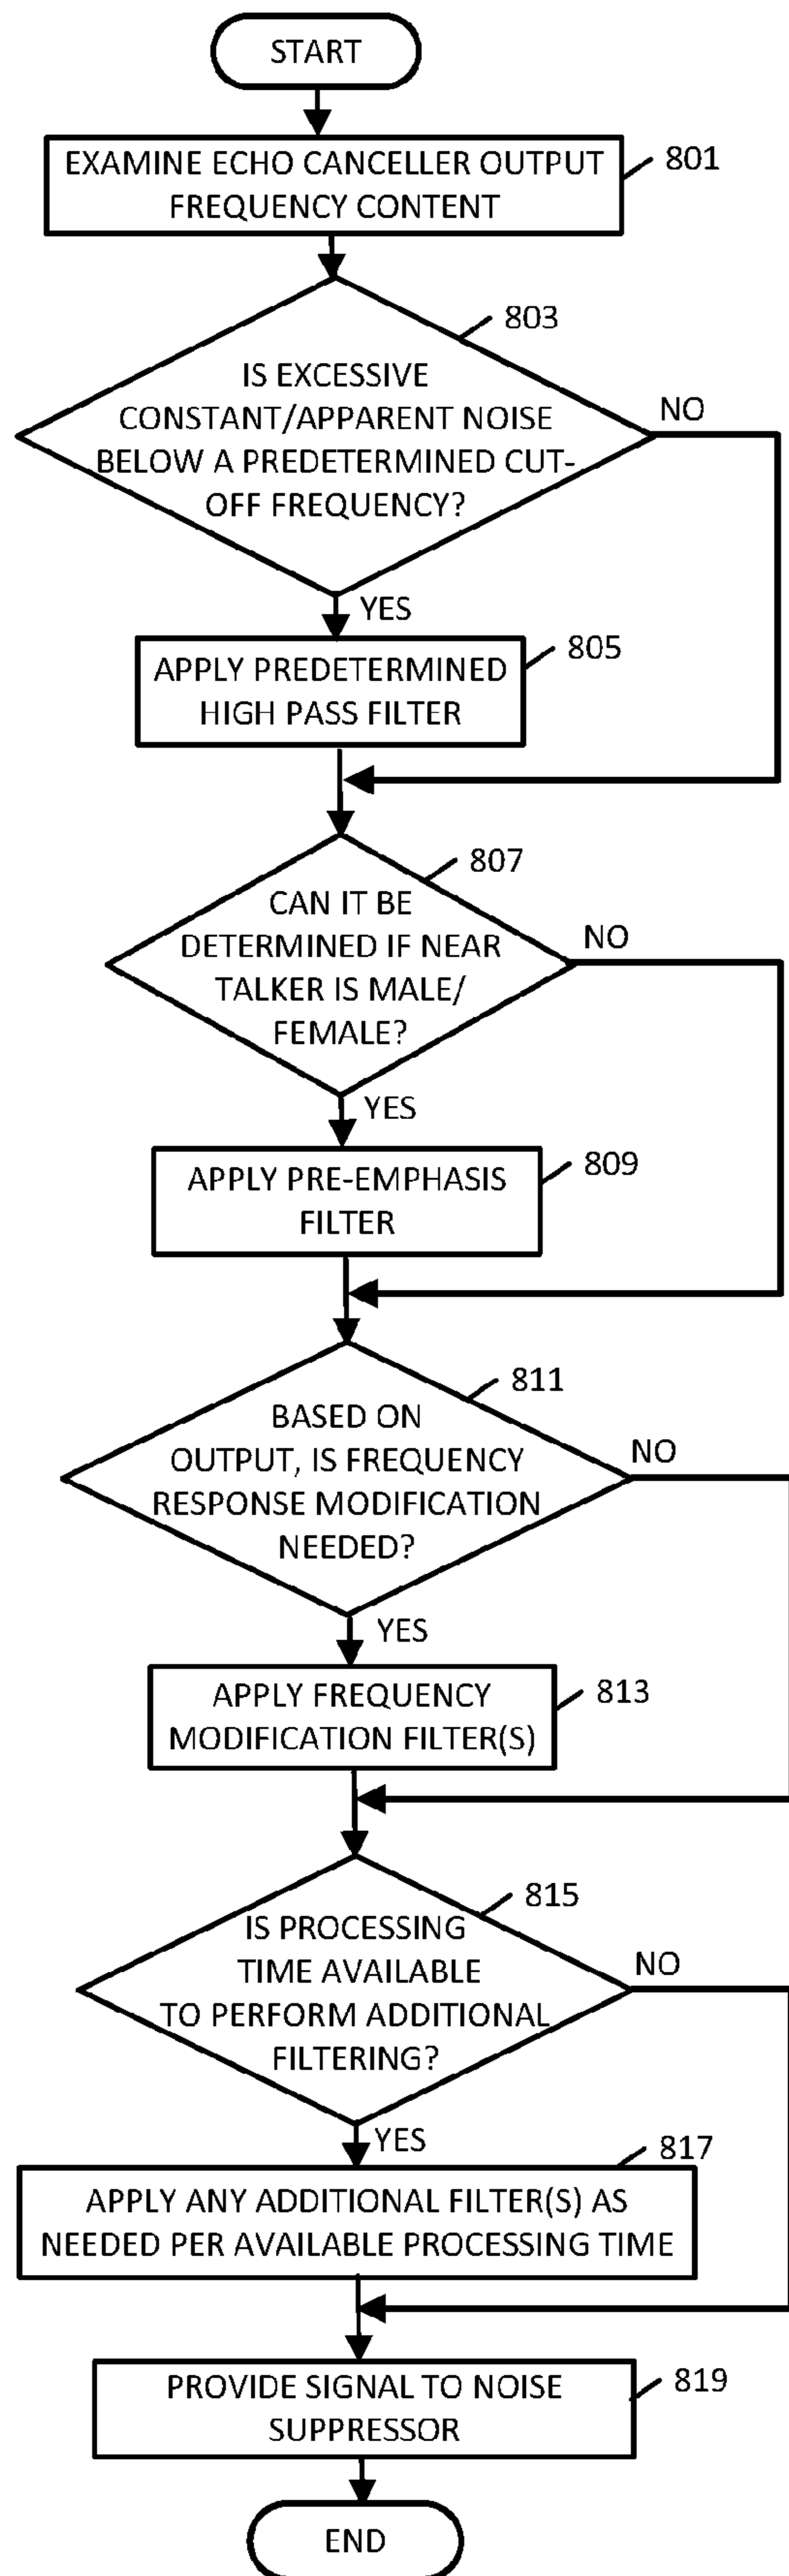 START
EXAMINE ECHO CANCELLER OUTPUT
FREQUENCY CONTENT
801
803
IS EXCESSIVE
CONSTANT/APPARENT NOISE
BELOW A PREDETERMINED CUT-
OFF FREQUENCY?
NO
YES
APPLY PREDETERMINED
HIGH PASS FILTER
805
807
CAN IT BE
DETERMINED IF NEAR
TALKER IS MALE/
FEMALE?
NO
YES
APPLY PRE-EMPHASIS
FILTER
809
811
BASED ON
OUTPUT, IS FREQUENCY
RESPONSE MODIFICATION
NEEDED?
NO
YES
APPLY FREQUENCY
MODIFICATION FILTER(S)
813
815
IS PROCESSING
TIME AVAILABLE
TO PERFORM ADDITIONAL
FILTERING?
NO
YES
817
APPLY ANY ADDITIONAL FILTER(S) AS
NEEDED PER AVAILABLE PROCESSING TIME
PROVIDE SIGNAL TO NOISE
SUPPRESSOR
819
END